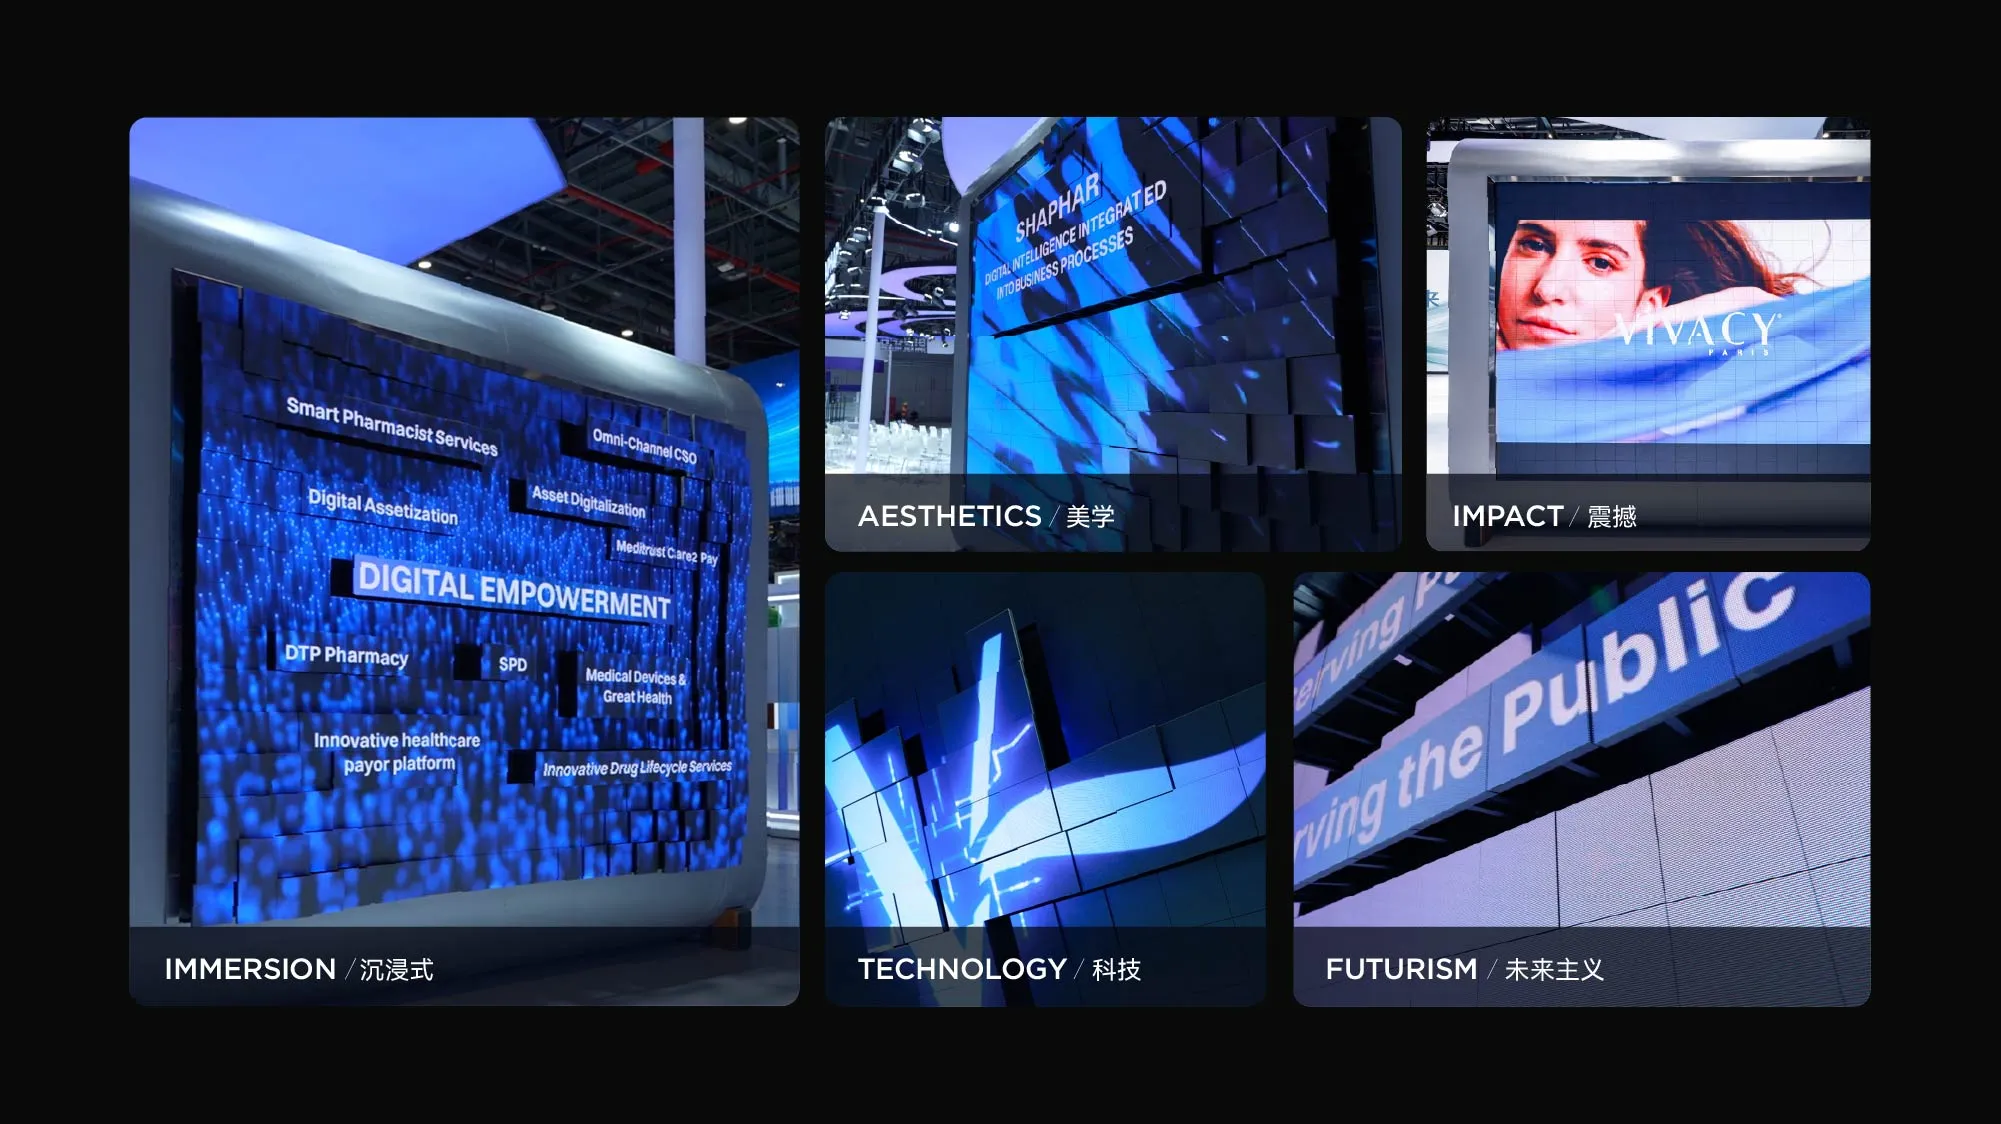 Smart Pharmacist Services
Omni-Channel CSO
Digital Assetization
Asset Digitalization
Meditrust Care2 Pay
DIGITAL EMPOWERMENT
DTP Pharmacy
SPD
Medical Devices &
Great Health
Innovative healthcare
payor platform
Innovative Drug Lifecycle Services
IMMERSION / 沉浸式
SHAPHAR
DIGITAL INTELLIGENCE INTEGRATED
INTO BUSINESS PROCESSES
AESTHETICS / 美学
来
VIVACY®
PARIS
IMPACT / 震撼
TECHNOLOGY / 科技
erving
rving the Public
FUTURISM / 未来主义